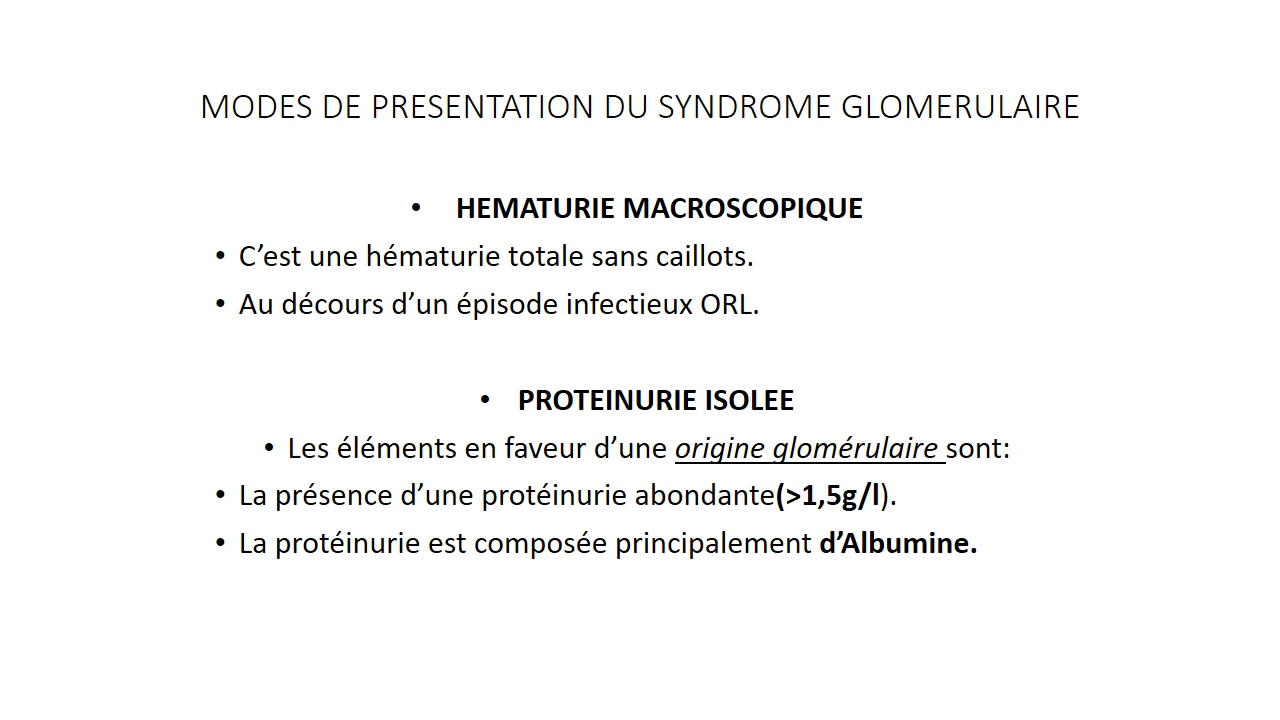 MODES DE PRESENTATION DU SYNDROME GLOMERULAIRE
• HEMATURIE MACROSCOPIQUE
• C’est une hématurie totale sans caillots.
• Au décours d’un épisode infectieux ORL.
• PROTEINURIE ISOLEE
• Les éléments en faveur d’une origine glomérulaire sont:
• La présence d’une protéinurie abondante(>1,5g/l).
• La protéinurie est composée principalement d’Albumine.